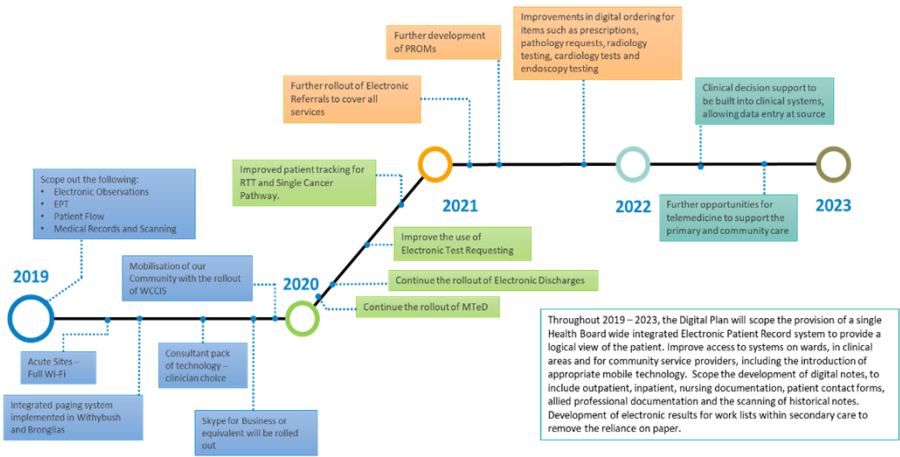 Improvements in digital ordering for
items such as prescriptions,
pathology requests, radiology
testing, cardiology tests and
endoscopy testing
Further development
of PROMs
Further rollout of Electronic
Referrals to cover all
services
Clinical decision support to
be built into clinical systems,
allowing data entry at source
Improved patient tracking for
RTT and Single Cancer
Pathway.
Scope out the following:
• Electronic Observations
• EPT
• Patient Flow
• Medical Records and Scanning
2021
2022
2023
Further opportunities for
telemedicine to support the
primary and community care
Improve the use of
Electronic Test Requesting
Mobilisation of our
Community with the rollout
of WCCIS
2019
2020
Continue the rollout of Electronic Discharges
Continue the rollout of MTeD
Acute Sites –
Full Wi-Fi
Consultant pack
of technology –
clinician choice
Integrated paging system
implemented in Withybush
and Bronglias
Skype for Business or
equivalent will be rolled
out
Throughout 2019 – 2023, the Digital Plan will scope the provision of a single
Health Board wide integrated Electronic Patient Record system to provide a
logical view of the patient. Improve access to systems on wards, in clinical
areas and for community service providers, including the introduction of
appropriate mobile technology. Scope the development of digital notes, to
include outpatient, inpatient, nursing documentation, patient contact forms,
allied professional documentation and the scanning of historical notes.
Development of electronic results for work lists within secondary care to
remove the reliance on paper.